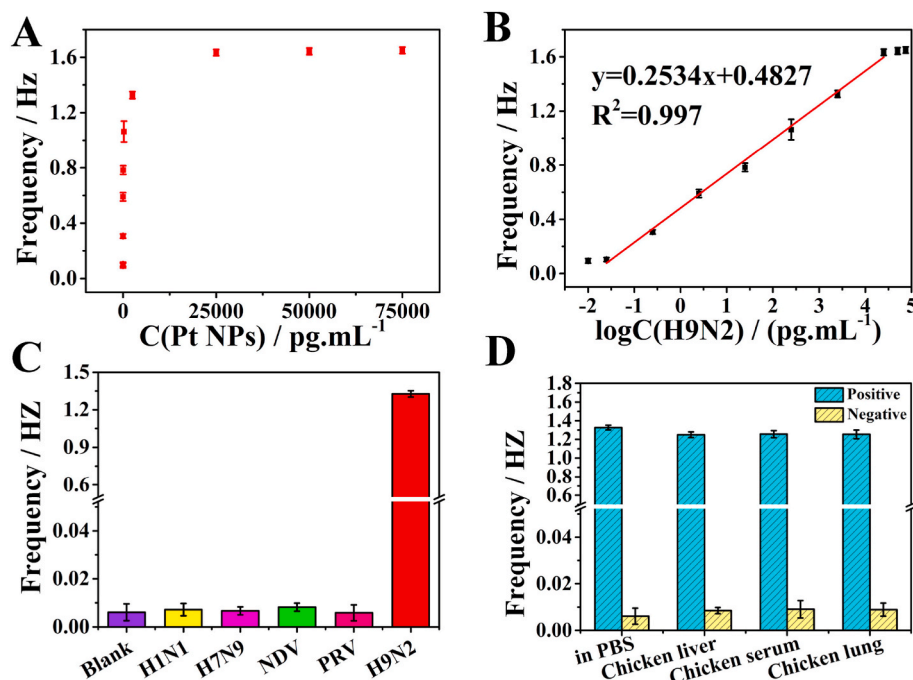 A
Frequency / Hz
1.6
1.2
0.8
0.4
0.0
0 25000 50000 75000
C(Pt NPs) / pg.mL⁻¹
B
Frequency / Hz
y=0.2534x+0.4827
R²=0.997
1.6
1.2
0.8
0.4
0.0
-2 -1 0 1 2 3 4 5
logC(H9N2) / (pg.mL⁻¹)
C
Frequency / HZ
1.5
1.2
0.9
0.6
0.04
0.02
0.00
Blank H1N1 H7N9 NDV PRV H9N2
D
Frequency / HZ
Positive
Negative
1.8
1.6
1.4
1.2
1.0
0.8
0.6
0.04
0.02
0.00
in PBS Chicken liver Chicken serum Chicken lung